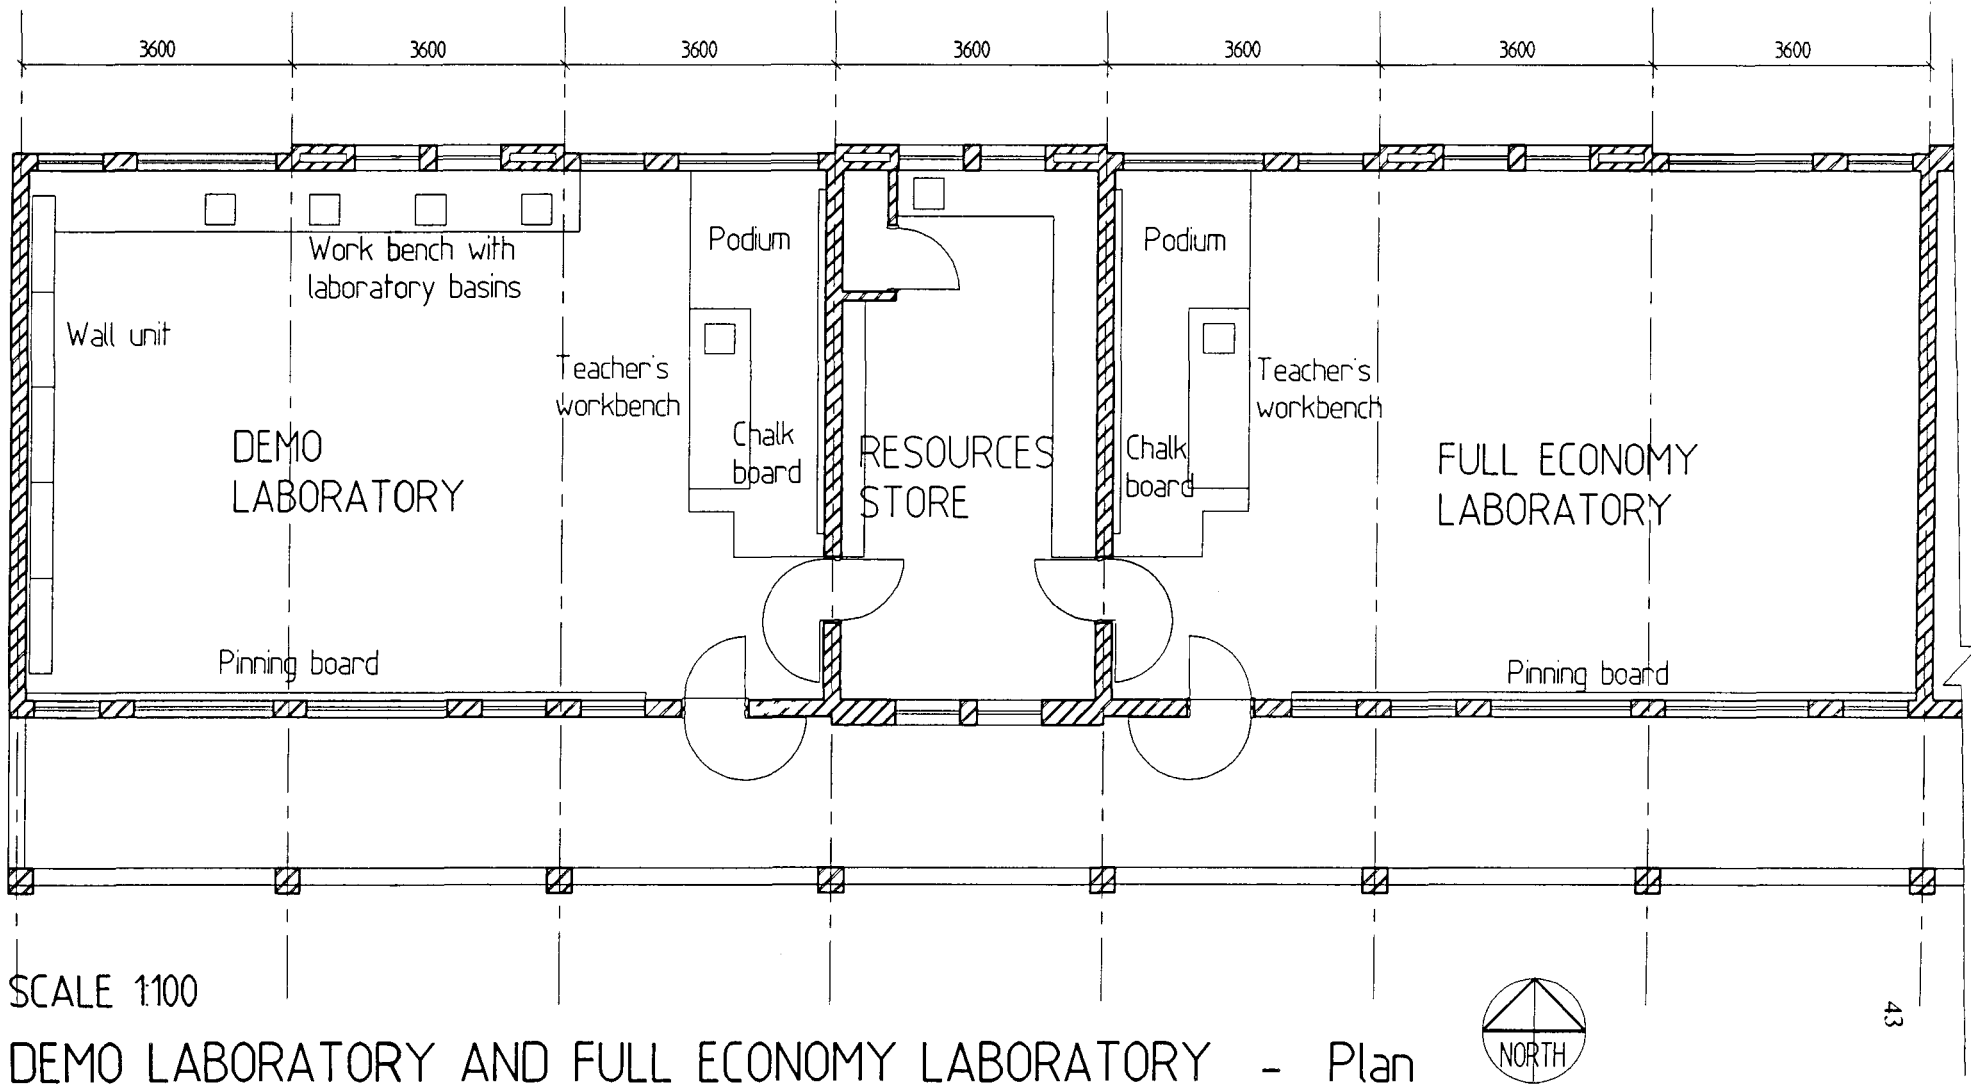 3600 3600 3600 3600 3600 3600 3600
Podium
Podium
Work bench with
laboratory basins
Wall unit
Teacher's
workbench
Teacher's
workbench
Chalk
board
Chalk
board
DEMO
LABORATORY
RESOURCES
STORE
FULL ECONOMY
LABORATORY
Pinning board
Pinning board
SCALE 1:100
43
NORTH
DEMO LABORATORY AND FULL ECONOMY LABORATORY - Plan